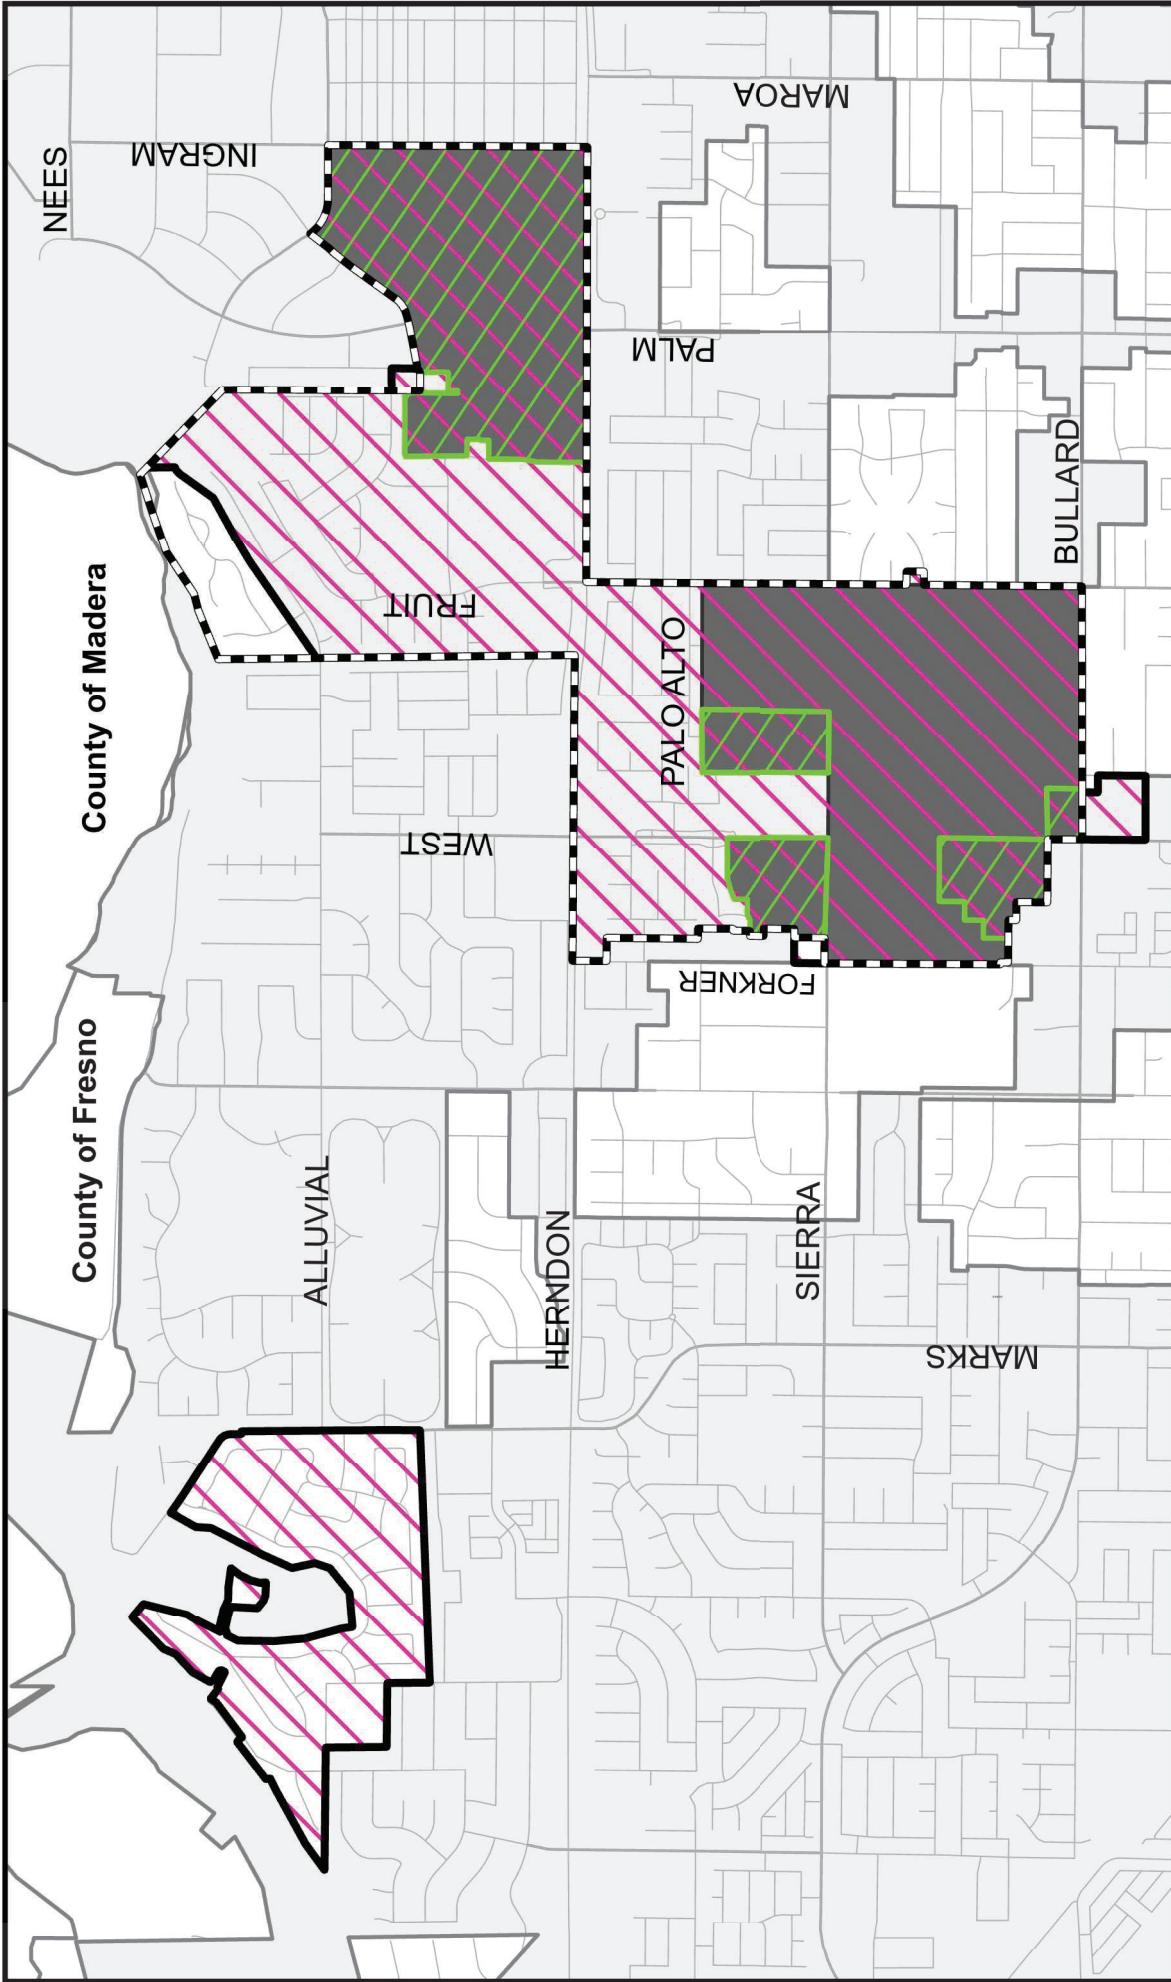 NEES
INGRAM
MAROA
PALM
BULLARD
County of Madera
FRUIT
PALO ALTO
WEST
FORKNER
County of Fresno
ALLUVIAL
HERNDON
SIERRA
MARKS